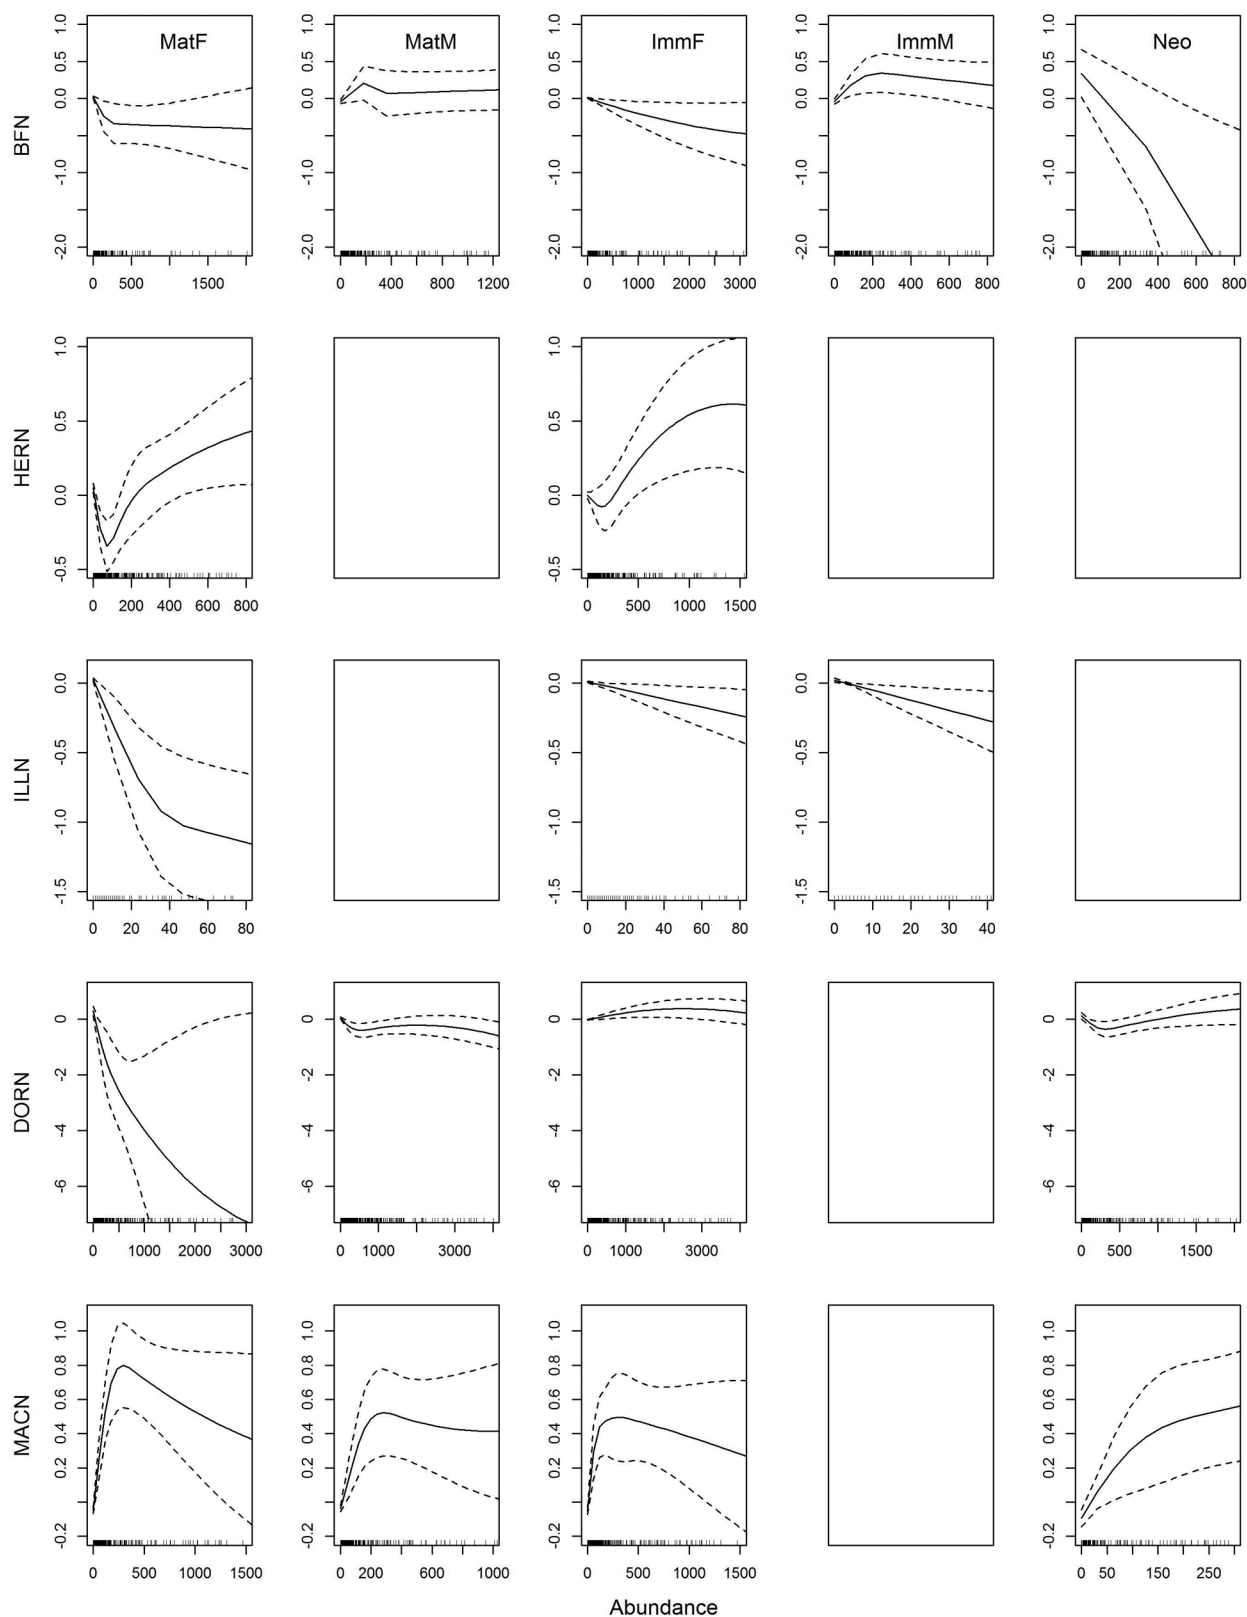 MatF MatM ImmF ImmM Neo
BFN
1.0 0.5 0.0 -1.0 -2.0
0 500 1500
0 400 800 1200
0 1000 2000 3000
0 200 400 600 800
0 200 400 600 800
HERN
1.0 0.5 0.0 -0.5
0 200 400 600 800
0 500 1000 1500
ILLN
0.0 -0.5 -1.0 -1.5
0 20 40 60 80
0 20 40 60 80
0 10 20 30 40
DORN
0 -2 -4 -6
0 1000 2000 3000
0 1000 3000
0 1000 3000
0 500 1500
MACN
1.0 0.8 0.6 0.4 0.2 -0.2
0 500 1000 1500
0 200 600 1000
0 500 1000 1500
0 50 150 250
Abundance